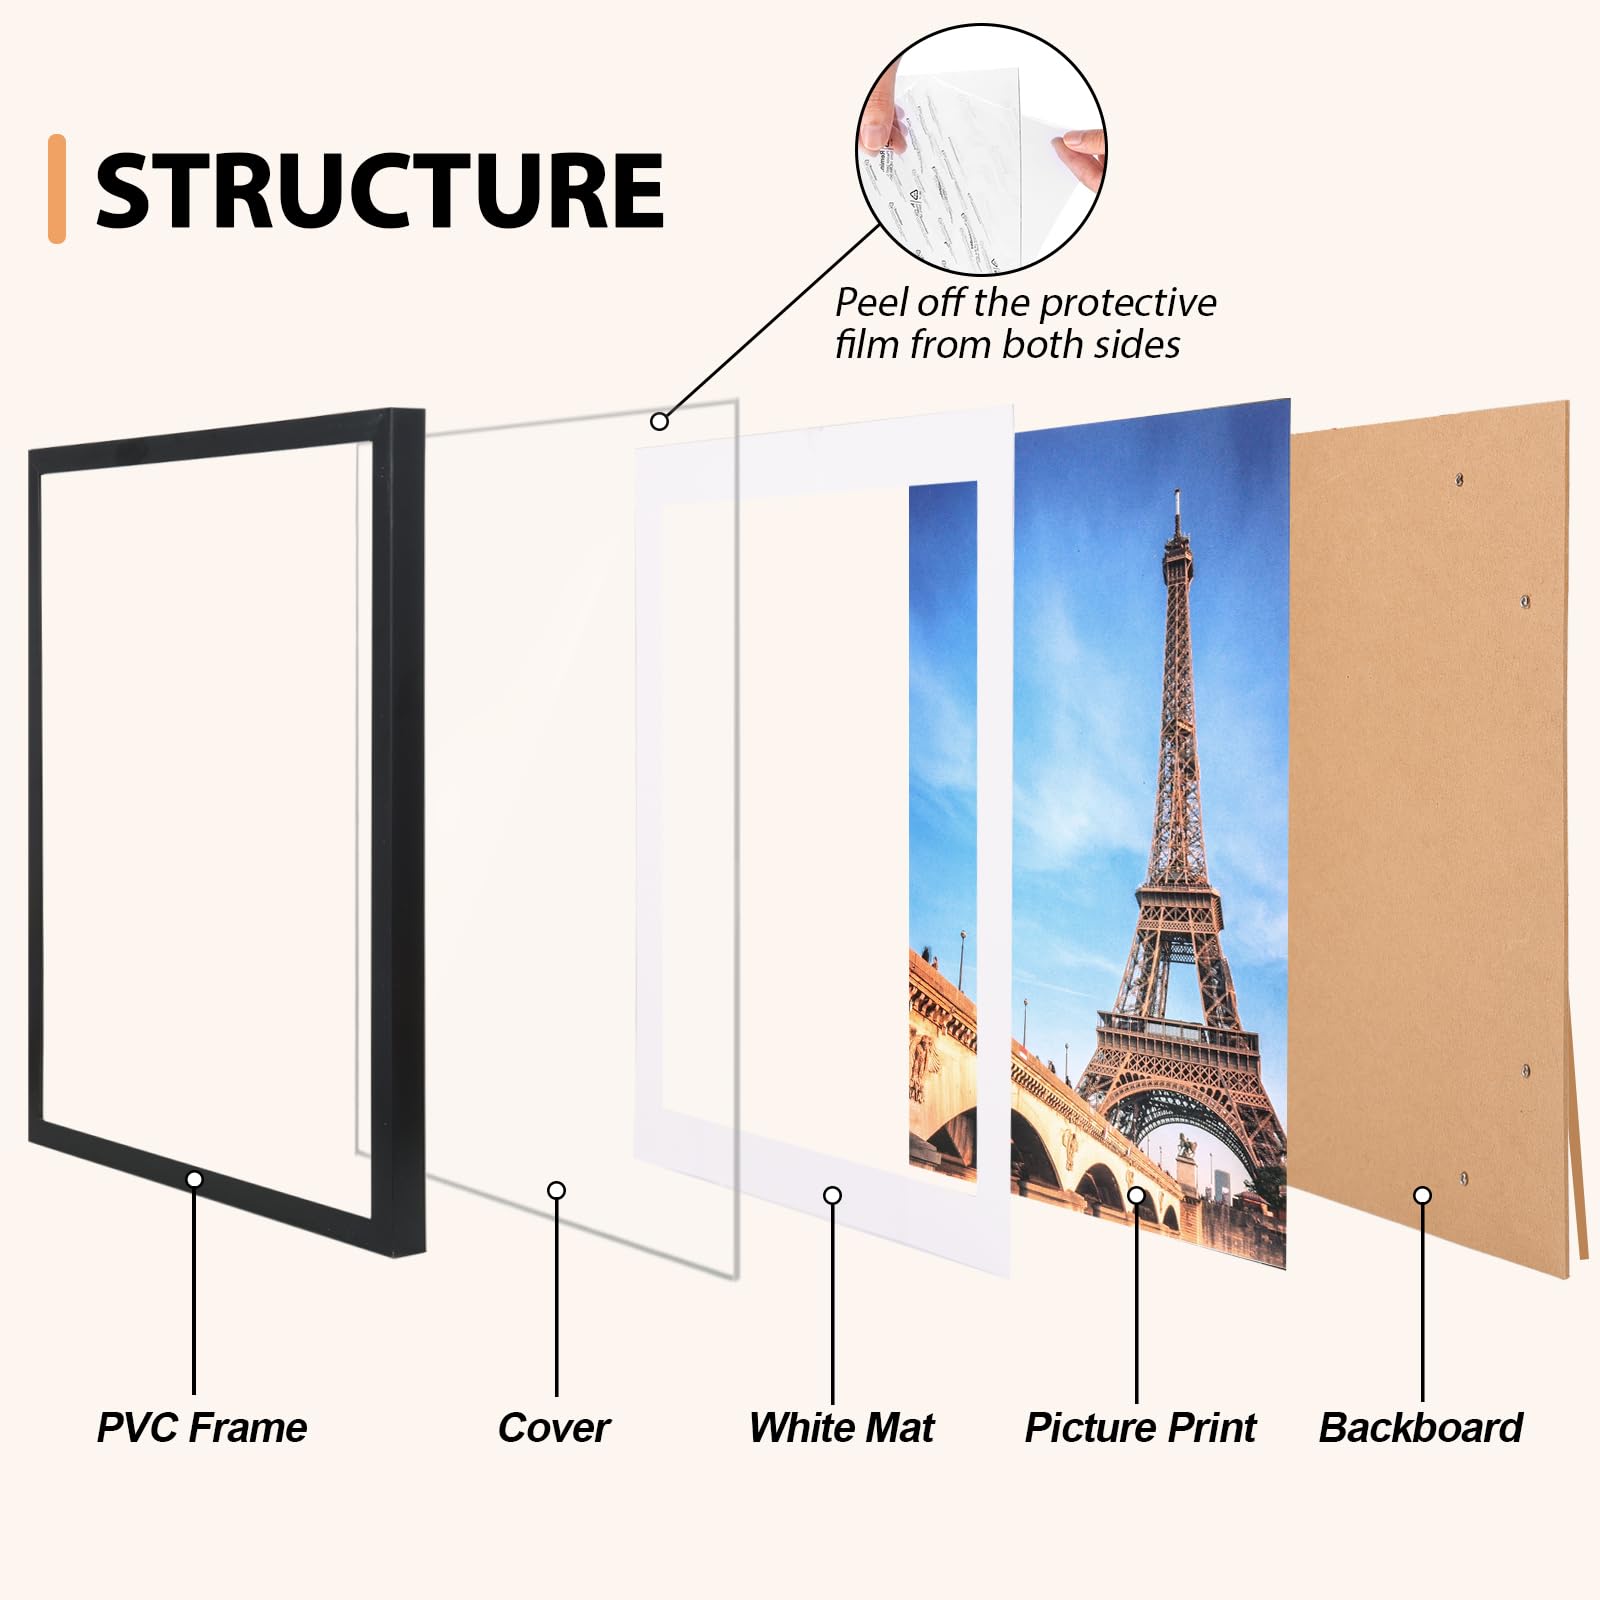 STRUCTURE
Peel off the protective
film from both sides
PVC Frame
Cover
White Mat
Picture Print
Backboard